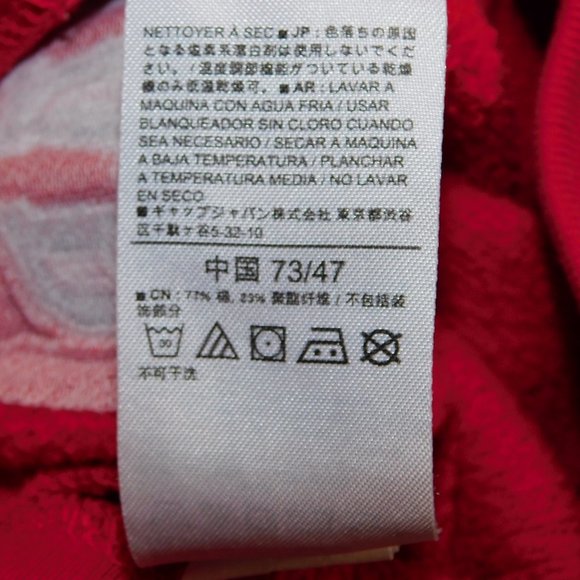 NETTOYER À SEC ■ JP : 色落ちの原因
となる塩素系漂白剤は使用しないでくださ
い。 温度調節機能がついている乾燥
機のみ低温乾燥可。 ■ AR : LAVAR A
MAQUINA CON AGUA FRIA / USAR
BLANQUEADOR SIN CLORO CUANDO
SEA NECESARIO / SECAR A MAQUINA
A BAJA TEMPERATURA / PLANCHAR
A TEMPERATURA MEDIA / NO LAVAR
EN SECO
■ ギャップジャパン株式会社 東京都渋谷
区千駄ヶ谷5-32-10
中国 73/47
■ CN : 77% 棉, 23% 聚酯纤维 / 不包括装
饰部分
30
不可干洗